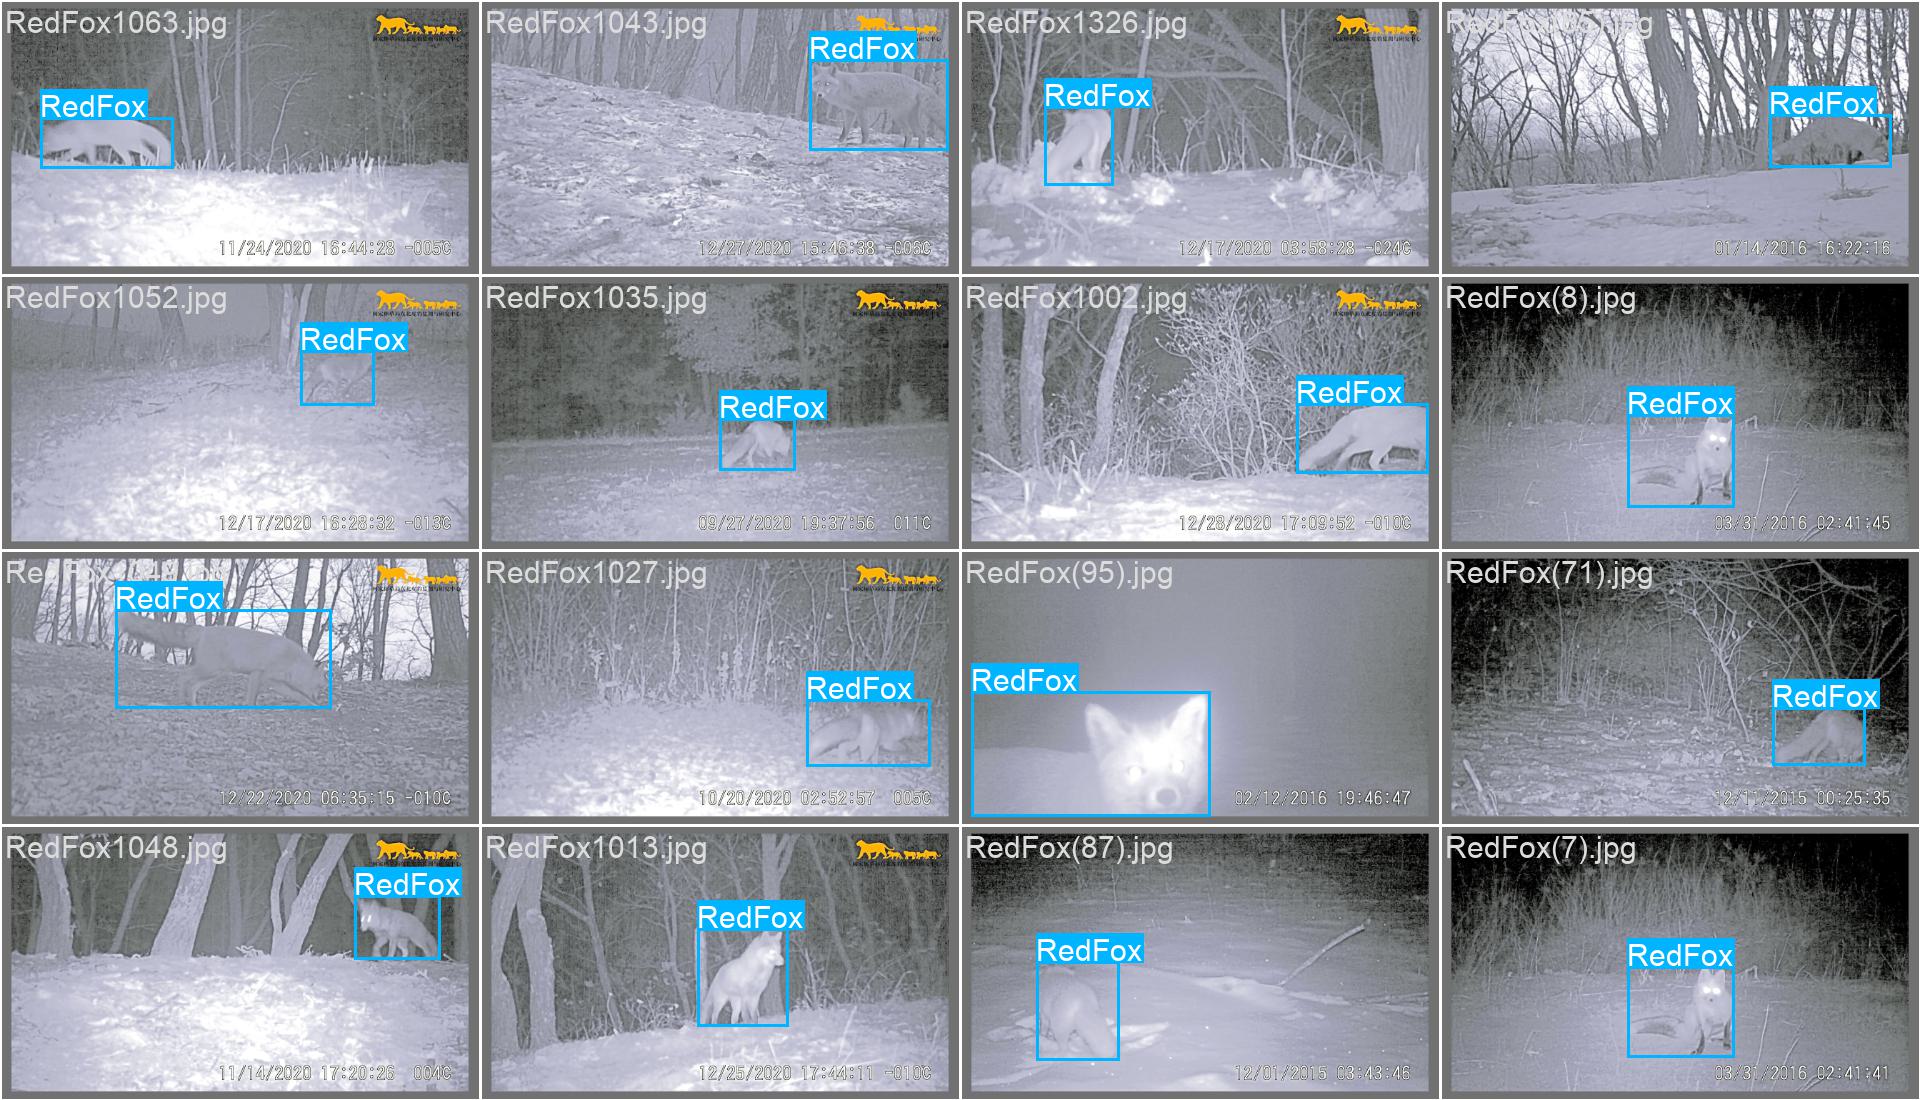 RedFox1063.jpg
RedFox
11/24/2020 16:44:28 -005C
RedFox1043.jpg
RedFox
12/27/2020 15:46:38 -006C
RedFox1326.jpg
RedFox
12/17/2020 03:58:28 -024C
RedFox
01/14/2016 16:22:16
RedFox1052.jpg
RedFox
12/17/2020 16:28:32 -013C
RedFox1035.jpg
RedFox
09/27/2020 19:37:56 011C
RedFox1002.jpg
RedFox
12/28/2020 17:09:52 -010C
RedFox(8).jpg
RedFox
03/31/2016 02:41:45
RedFox
12/22/2020 06:35:15 -010C
RedFox1027.jpg
RedFox
10/20/2020 02:52:57 005C
RedFox(95).jpg
RedFox
02/12/2016 19:46:47
RedFox(71).jpg
RedFox
12/11/2015 00:25:35
RedFox1048.jpg
RedFox
11/14/2020 17:20:26 004C
RedFox1013.jpg
RedFox
12/25/2020 17:44:11 -010C
RedFox(87).jpg
RedFox
12/01/2015 03:43:46
RedFox(7).jpg
RedFox
03/31/2016 02:41:41